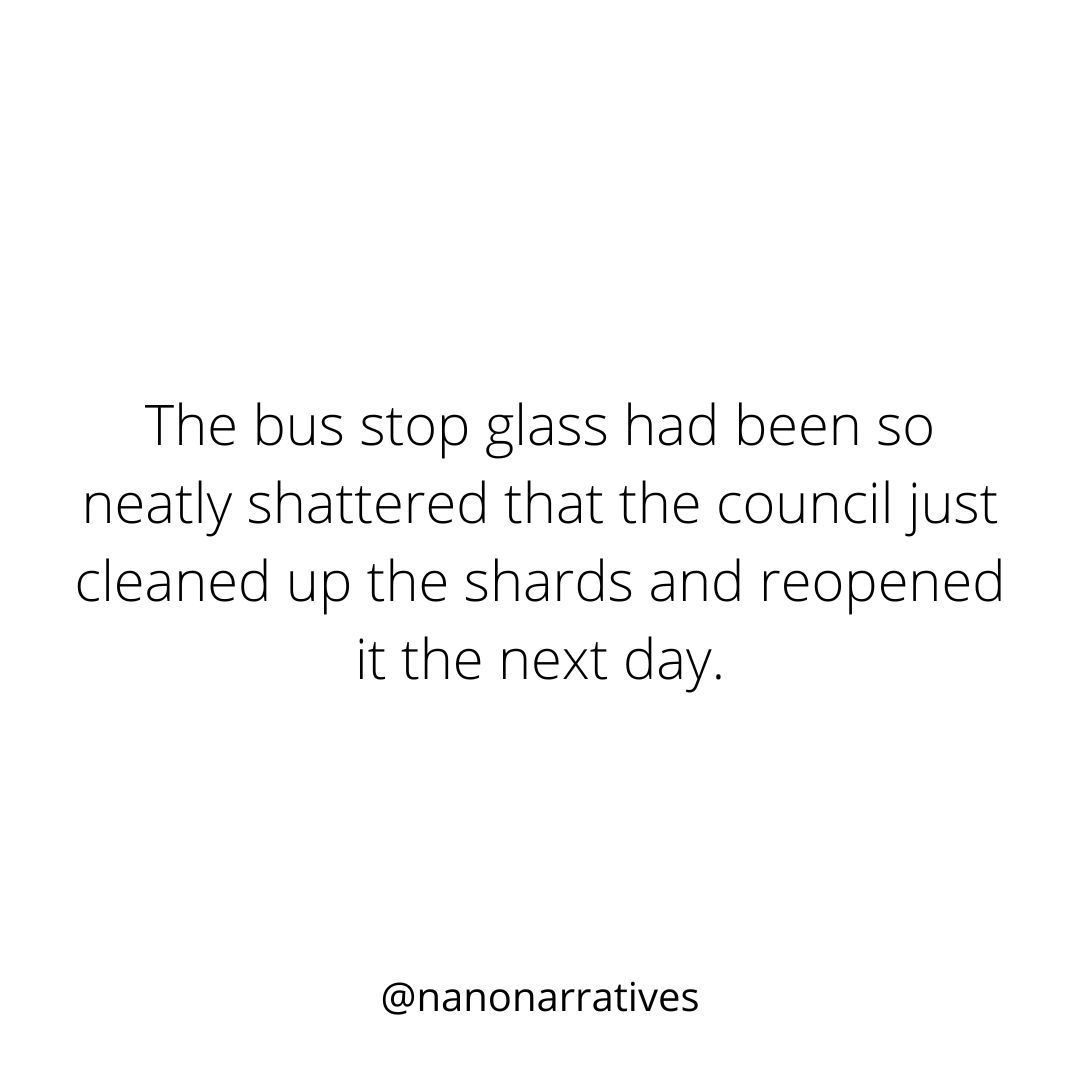 The bus stop glass had been so
neatly shattered that the council just
cleaned up the shards and reopened
it the next day.
@nanonarratives